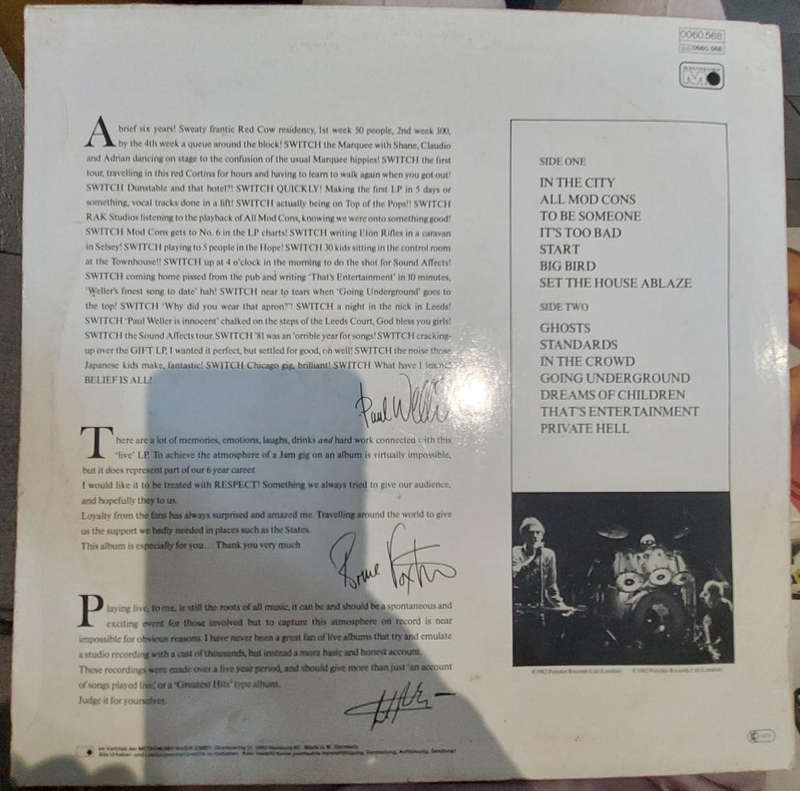 0060.568
0060.568
A brief six years! Sweaty frantic Red Cow residency, 1st week 50 people, 2nd week 100,
by the 4th week a queue around the block! SWITCH the Marquee with Shane, Claudio
and Adrian dancing on stage to the confusion of the usual Marquee hippies! SWITCH the first
tour, travelling in this red Cortina for hours and having to learn to walk again when you got out!
SWITCH Dunstable and that hotel?! SWITCH QUICKLY! Making the first LP in 5 days or
something, vocal tracks done in a lift! SWITCH actually being on Top of the Pops!! SWITCH
RAK Studios listening to the playback of All Mod Cons, knowing we were onto something good!
SWITCH Mod Cons gets to No. 6 in the LP charts! SWITCH writing Eton Rifles in a caravan
in Selsey! SWITCH playing to 5 people in the Hope! SWITCH 30 kids sitting in the control room
at the Townhouse!! SWITCH up at 4 o'clock in the morning to do the shot for Sound Affects!
SWITCH coming home pissed from the pub and writing 'That's Entertainment' in 10 minutes,
'Weller's finest song to date' hah! SWITCH near to tears when 'Going Underground' goes to
the top! SWITCH 'Why did you wear that apron?'! SWITCH a night in the nick in Leeds!
SWITCH 'Paul Weller is innocent' chalked on the steps of the Leeds Court, God bless you girls!
SWITCH the Sound Affects tour. SWITCH '81 was an 'orrible year for songs! SWITCH cracking-
up over the GIFT LP, I wanted it perfect, but settled for good, oh well! SWITCH the noise those
Japanese kids make, fantastic! SWITCH Chicago gig, brilliant! SWITCH What have I learnt?
BELIEF IS ALL!
Paul Weller
There are a lot of memories, emotions, laughs, drinks and hard work connected with this
'live' LP. To achieve the atmosphere of a Jam gig on an album is virtually impossible,
but it does represent part of our 6 year career.
I would like it to be treated with RESPECT! Something we always tried to give our audience,
and hopefully they to us.
Loyalty from the fans has always surprised and amazed me. Travelling around the world to give
us the support we badly needed in places such as the States.
This album is especially for you... Thank you very much
Bruce Foxton
Playing live, to me, is still the roots of all music, it can be and should be a spontaneous and
exciting event for those involved but to capture this atmosphere on record is near
impossible for obvious reasons. I have never been a great fan of live albums that try and emulate
a studio recording with a cast of thousands, but instead a more basic and honest account.
These recordings were made over a five year period, and should give more than just 'an account
of songs played live', or a 'Greatest Hits' type album.
Judge it for yourselves.
SIDE ONE
IN THE CITY
ALL MOD CONS
TO BE SOMEONE
IT'S TOO BAD
START
BIG BIRD
SET THE HOUSE ABLAZE
SIDE TWO
GHOSTS
STANDARDS
IN THE CROWD
GOING UNDERGROUND
DREAMS OF CHILDREN
THAT'S ENTERTAINMENT
PRIVATE HELL
℗ 1982 Polydor Records Ltd (London) © 1982 Polydor Records Ltd (London)
Im Vertrieb der METRONOME MUSIK GMBH, Hamburg Made in W. Germany